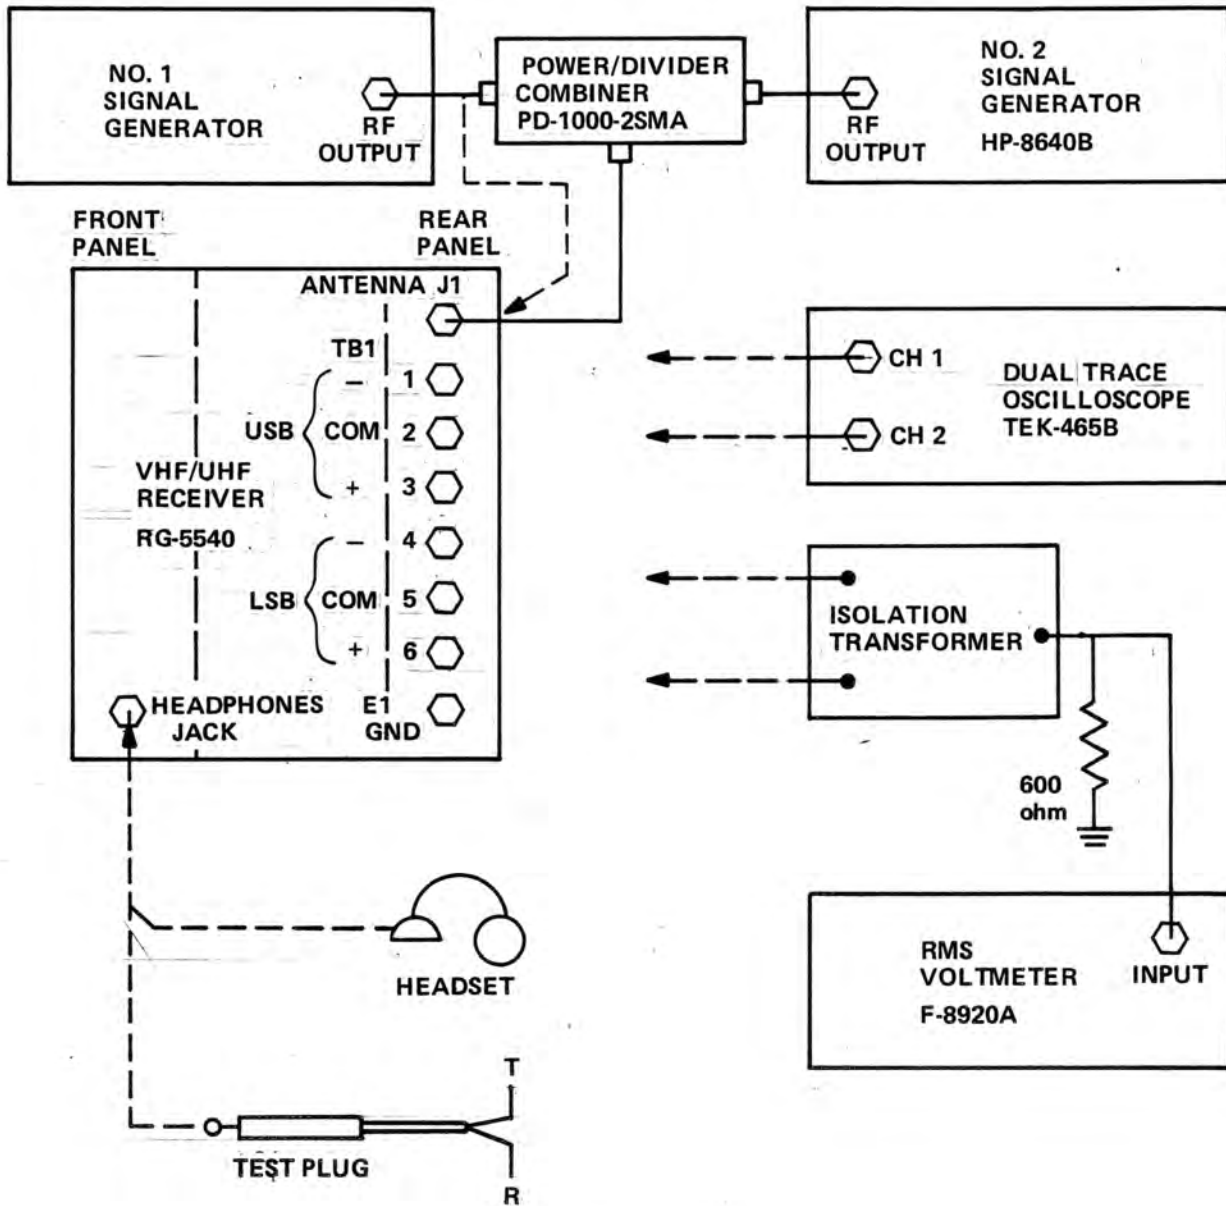 NO. 1
SIGNAL
GENERATOR
RF
OUTPUT
POWER/DIVIDER
COMBINER
PD-1000-2SMA
RF
OUTPUT
NO. 2
SIGNAL
GENERATOR
HP-8640B
FRONT
PANEL
REAR
PANEL
ANTENNA J1
TB1
USB
− 1
COM 2
+ 3
VHF/UHF
RECEIVER
RG-5540
LSB
− 4
COM 5
+ 6
HEADPHONES
JACK
E1
GND
CH 1
CH 2
DUAL TRACE
OSCILLOSCOPE
TEK-465B
ISOLATION
TRANSFORMER
600
ohm
RMS
VOLTMETER
F-8920A
INPUT
HEADSET
T
TEST PLUG
R